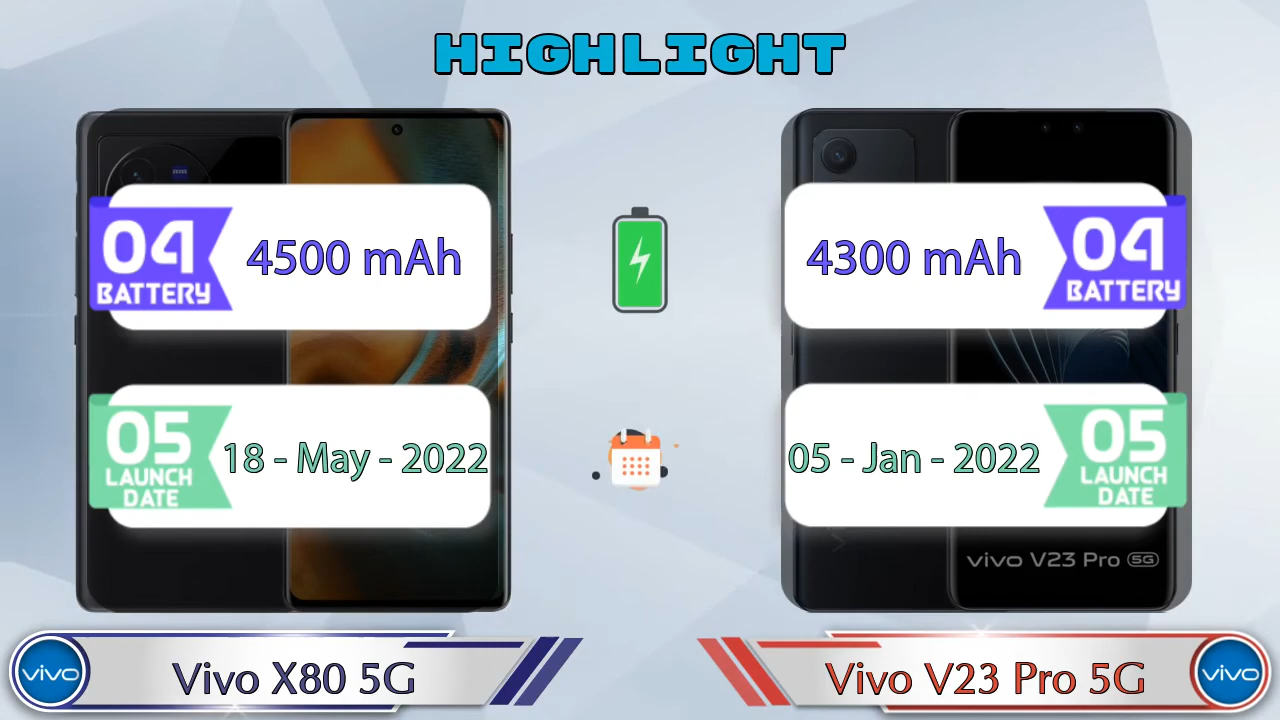 HIGHLIGHT
ZEISS
04
BATTERY
4500 mAh
4300 mAh
04
BATTERY
05
LAUNCH
DATE
18 - May - 2022
05 - Jan - 2022
05
LAUNCH
DATE
vivo V23 Pro 5G
vivo
Vivo X80 5G
Vivo V23 Pro 5G
vivo